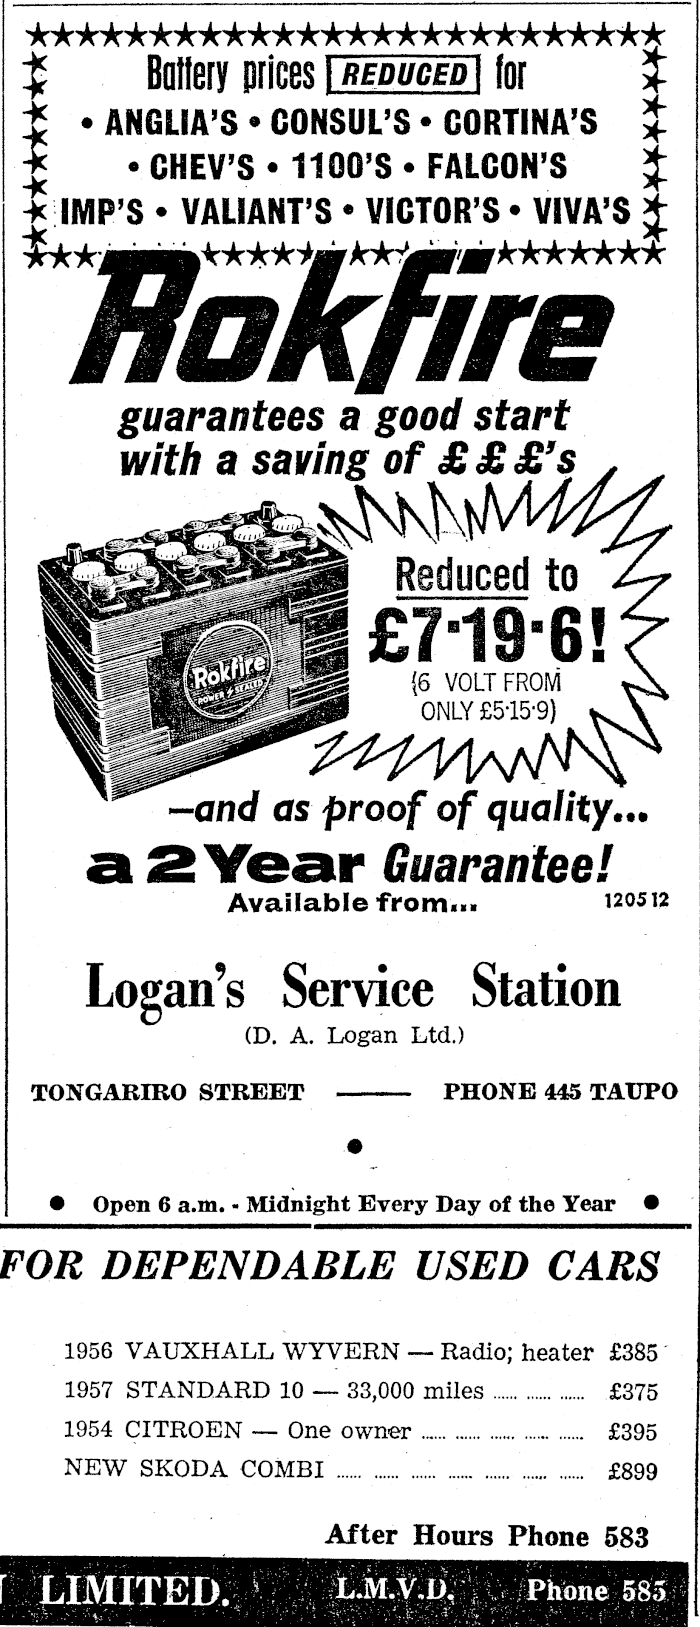 Battery prices REDUCED for
• ANGLIA'S • CONSUL'S • CORTINA'S
• CHEV'S • 1100'S • FALCON'S
IMP'S • VALIANT'S • VICTOR'S • VIVA'S
Rokfire
guarantees a good start
with a saving of £ £ £'s
Reduced to
£7·19·6!
(6 VOLT FROM
ONLY £5·15·9)
Rokfire
POWER SEALED
—and as proof of quality...
a 2 Year Guarantee!
Available from...
120512
Logan's Service Station
(D. A. Logan Ltd.)
TONGARIRO STREET —— PHONE 445 TAUPO
•
• Open 6 a.m. - Midnight Every Day of the Year •
FOR DEPENDABLE USED CARS
1956 VAUXHALL WYVERN — Radio; heater £385
1957 STANDARD 10 — 33,000 miles ...... ...... ...... £375
1954 CITROEN — One owner ...... ...... ...... ...... ...... £395
NEW SKODA COMBI ...... ...... ...... ...... ...... ...... ...... £899
After Hours Phone 583
LIMITED. L.M.V.D. Phone 585